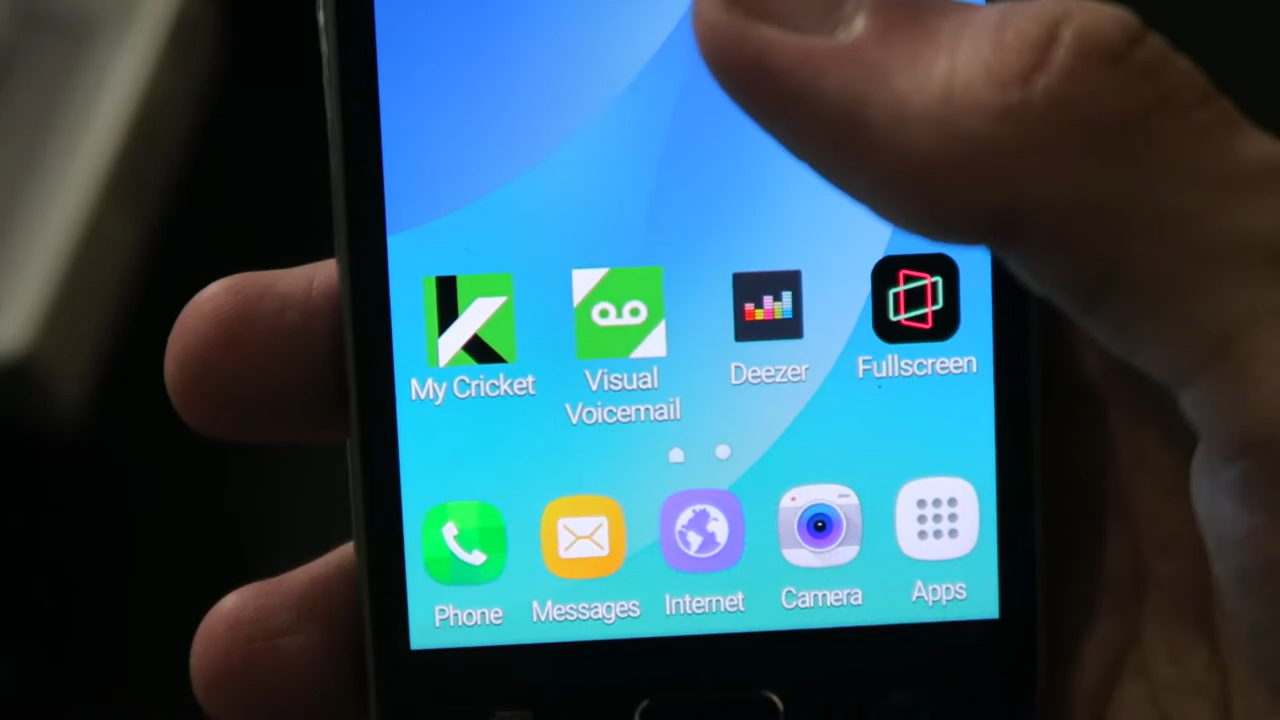 My Cricket
Visual
Voicemail
Deezer
Fullscreen
Phone
Messages
Internet
Camera
Apps